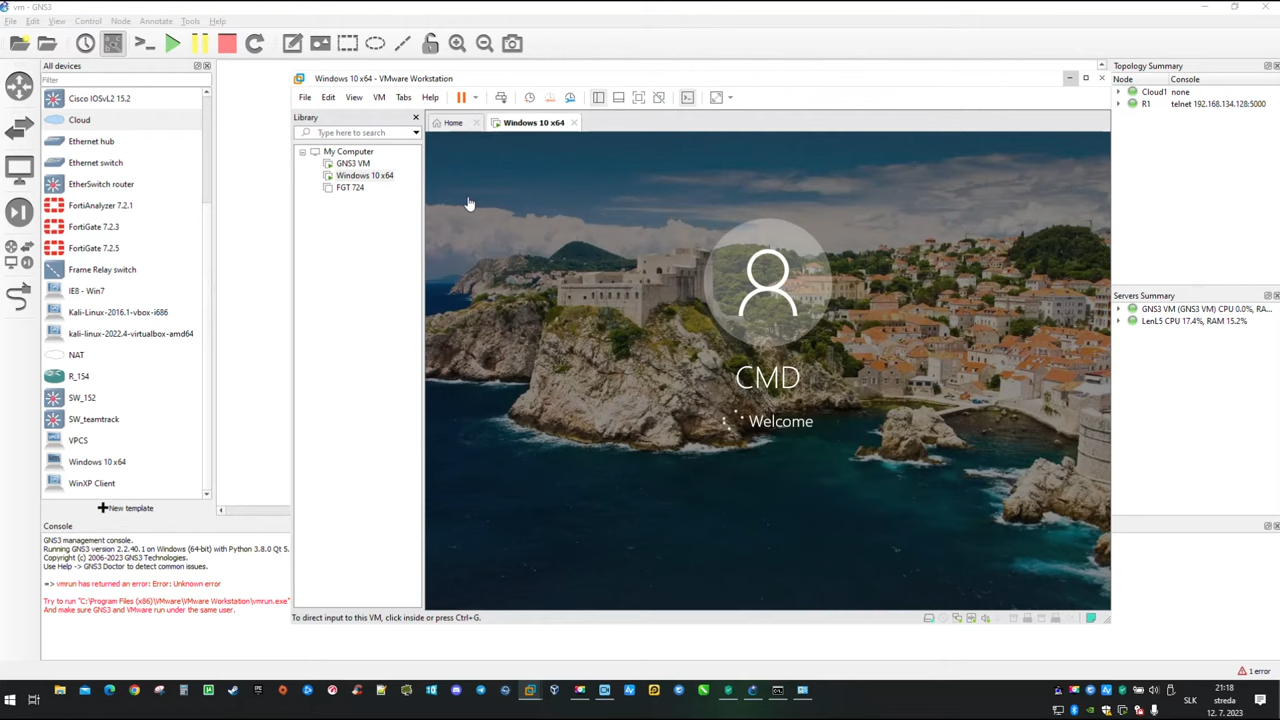 vm - GNS3
File Edit View Control Node Annotate Tools Help
All devices
Filter
Cisco IOSvL2 15.2
Cloud
Ethernet hub
Ethernet switch
EtherSwitch router
FortiAnalyzer 7.2.1
FortiGate 7.2.3
FortiGate 7.2.5
Frame Relay switch
IE8 - Win7
Kali-Linux-2016.1-vbox-i686
kali-linux-2022.4-virtualbox-amd64
NAT
R_154
SW_152
SW_teamtrack
VPCS
Windows 10 x64
WinXP Client
New template
Console
GNS3 management console.
Running GNS3 version 2.2.40.1 on Windows (64-bit) with Python 3.8.0 Qt 5.
Copyright (c) 2006-2023 GNS3 Technologies.
Use Help -> GNS3 Doctor to detect common issues.
=> vmrun has returned an error: Error: Unknown error
Try to run "C:\Program Files (x86)\VMware\VMware Workstation\vmrun.exe"
And make sure GNS3 and VMware run under the same user.
Windows 10 x64 - VMware Workstation
File Edit View VM Tabs Help
Library
Type here to search
My Computer
GNS3 VM
Windows 10 x64
FGT 724
Home
Windows 10 x64
CMD
Welcome
To direct input to this VM, click inside or press Ctrl+G.
Topology Summary
Node Console
Cloud1 none
R1 telnet 192.168.134.128:5000
Servers Summary
GNS3 VM (GNS3 VM) CPU 0.0%, RA...
LenL5 CPU 17.4%, RAM 15.2%
1 error
SLK
21:18
streda
12. 7. 2023